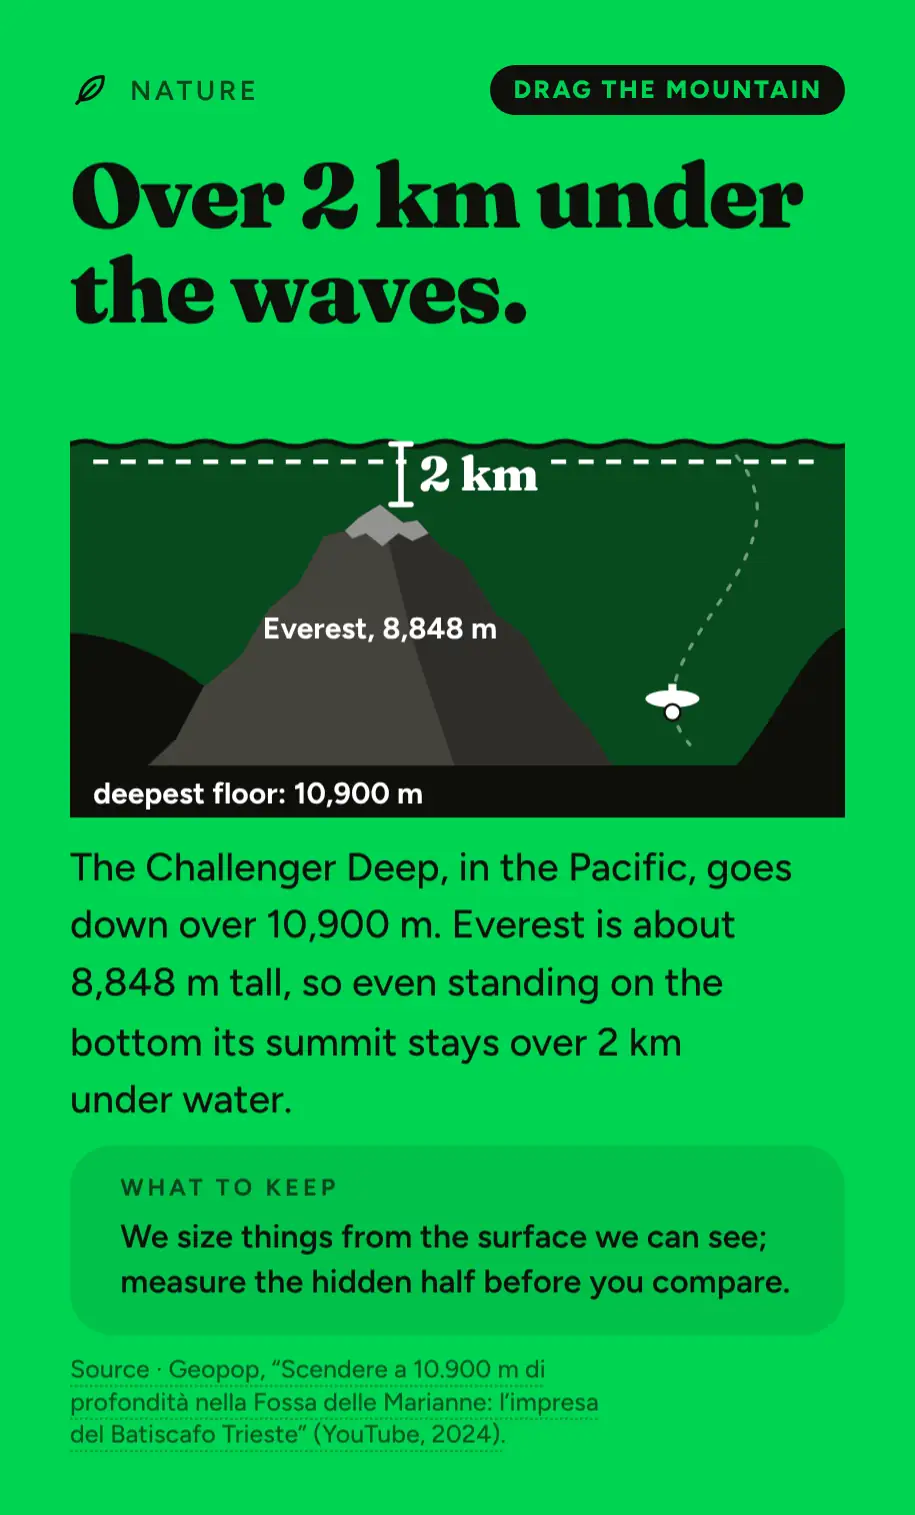 NATURE
DRAG THE MOUNTAIN
Over 2 km under
the waves.
2 km
Everest, 8,848 m
deepest floor: 10,900 m
The Challenger Deep, in the Pacific, goes
down over 10,900 m. Everest is about
8,848 m tall, so even standing on the
bottom its summit stays over 2 km
under water.
WHAT TO KEEP
We size things from the surface we can see;
measure the hidden half before you compare.
Source · Geopop, “Scendere a 10.900 m di
profondità nella Fossa delle Marianne: l’impresa
del Batiscafo Trieste” (YouTube, 2024).